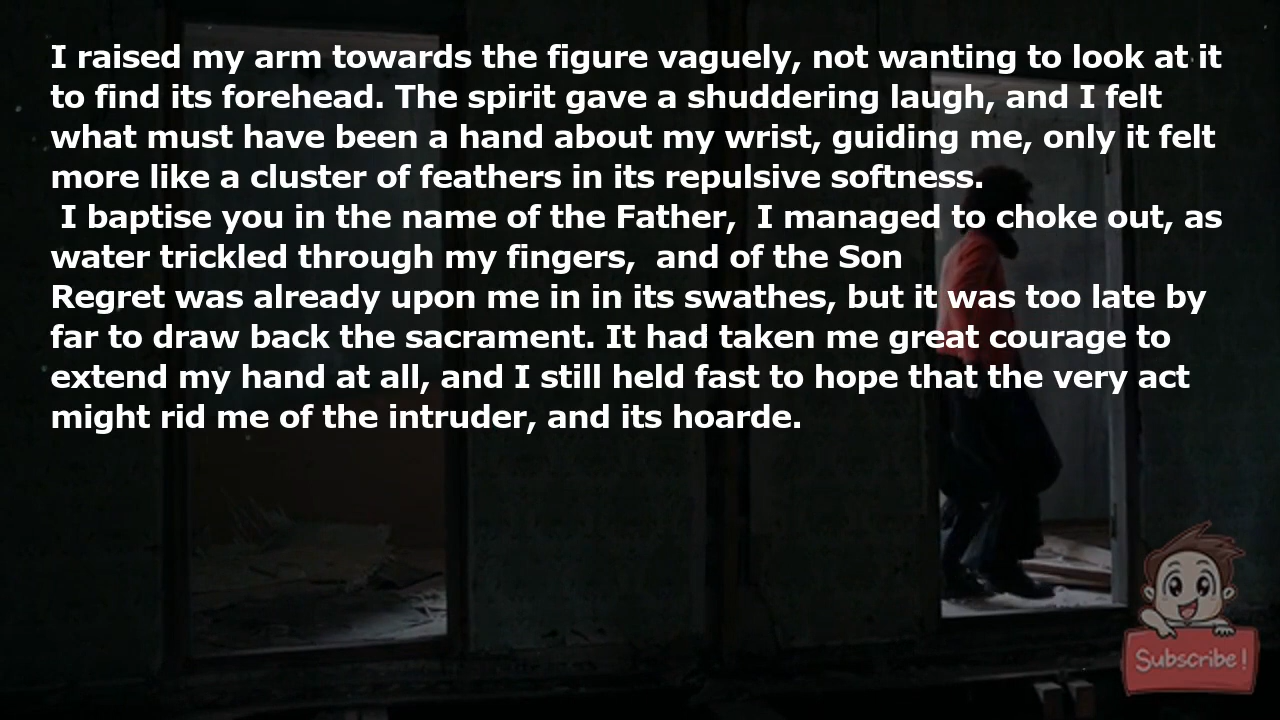 I raised my arm towards the figure vaguely, not wanting to look at it
to find its forehead. The spirit gave a shuddering laugh, and I felt
what must have been a hand about my wrist, guiding me, only it felt
more like a cluster of feathers in its repulsive softness.
I baptise you in the name of the Father,  I managed to choke out, as
water trickled through my fingers,  and of the Son
Regret was already upon me in in its swathes, but it was too late by
far to draw back the sacrament. It had taken me great courage to
extend my hand at all, and I still held fast to hope that the very act
might rid me of the intruder, and its hoarde.
Subscribe!